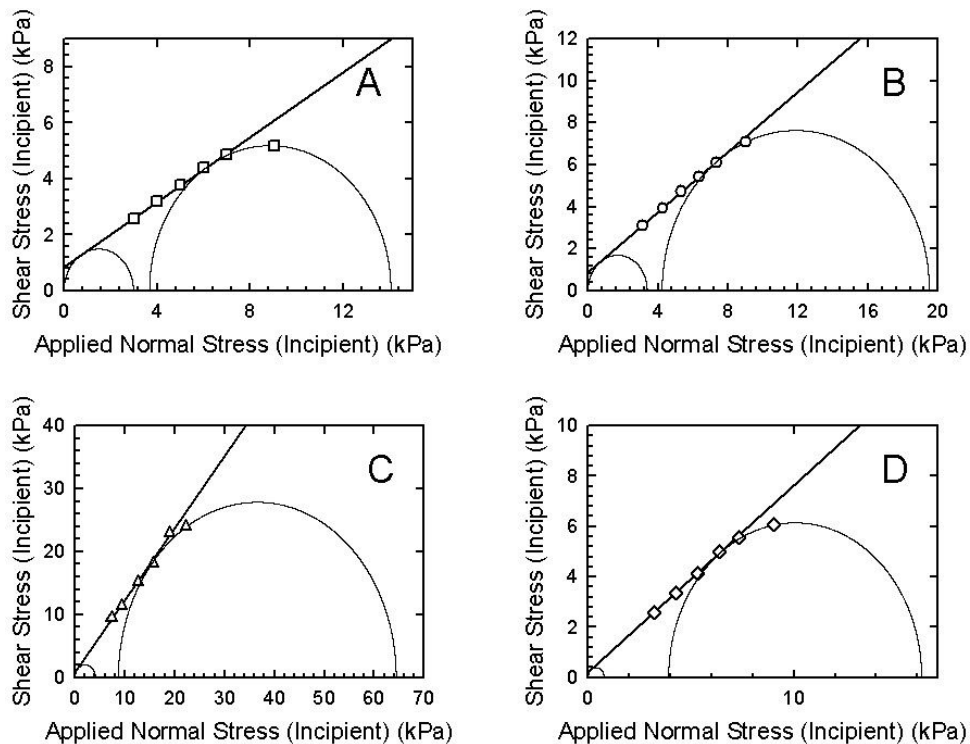 Shear Stress (Incipient) (kPa)
8
6
4
2
0
A
0 4 8 12
Applied Normal Stress (Incipient) (kPa)
Shear Stress (Incipient) (kPa)
12
10
8
6
4
2
0
B
0 4 8 12 16 20
Applied Normal Stress (Incipient) (kPa)
Shear Stress (Incipient) (kPa)
40
30
20
10
0
C
0 10 20 30 40 50 60 70
Applied Normal Stress (Incipient) (kPa)
Shear Stress (Incipient) (kPa)
10
8
6
4
2
0
D
10
Applied Normal Stress (Incipient) (kPa)